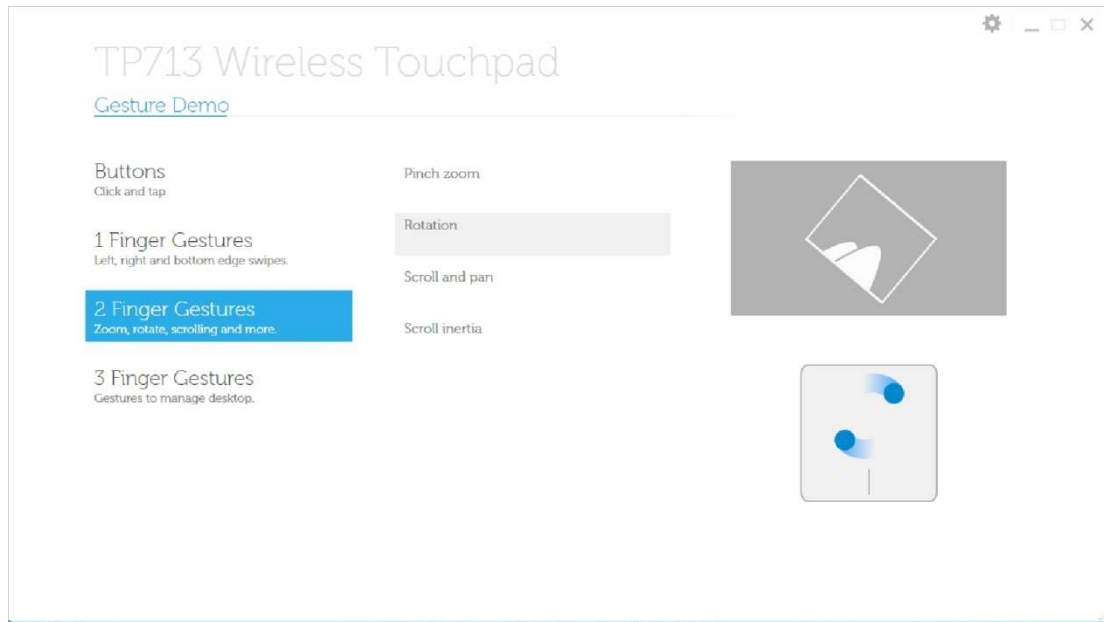 TP713 Wireless Touchpad
Gesture Demo
Buttons
Click and tap
1 Finger Gestures
Left, right and bottom edge swipes.
2 Finger Gestures
Zoom, rotate, scrolling and more.
3 Finger Gestures
Gestures to manage desktop.
Pinch zoom
Rotation
Scroll and pan
Scroll inertia